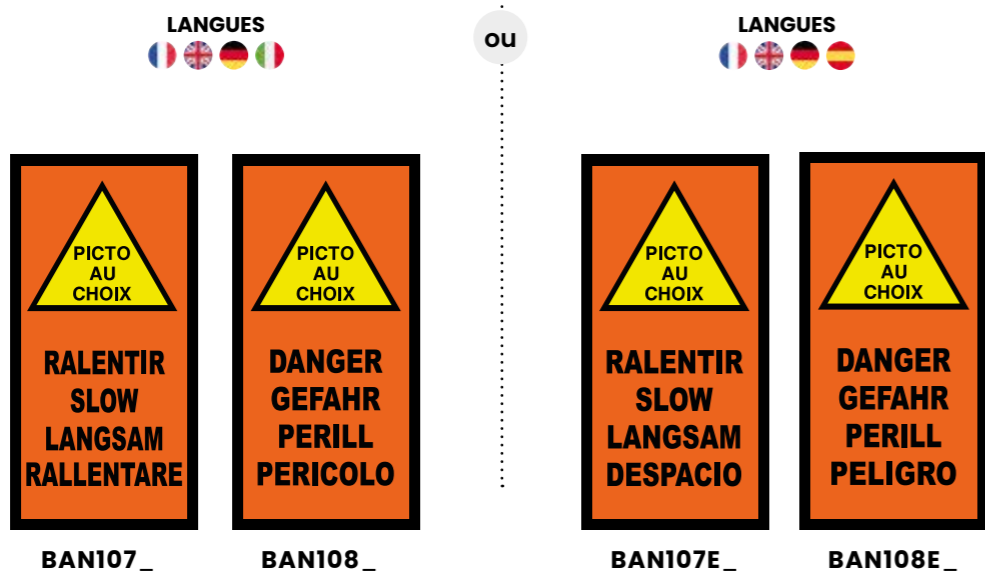 LANGUES
ou
LANGUES
PICTO
AU
CHOIX
RALENTIR
SLOW
LANGSAM
RALLENTARE
BAN107_
PICTO
AU
CHOIX
DANGER
GEFAHR
PERILL
PERICOLO
BAN108_
PICTO
AU
CHOIX
RALENTIR
SLOW
LANGSAM
DESPACIO
BAN107E_
PICTO
AU
CHOIX
DANGER
GEFAHR
PERILL
PELIGRO
BAN108E_